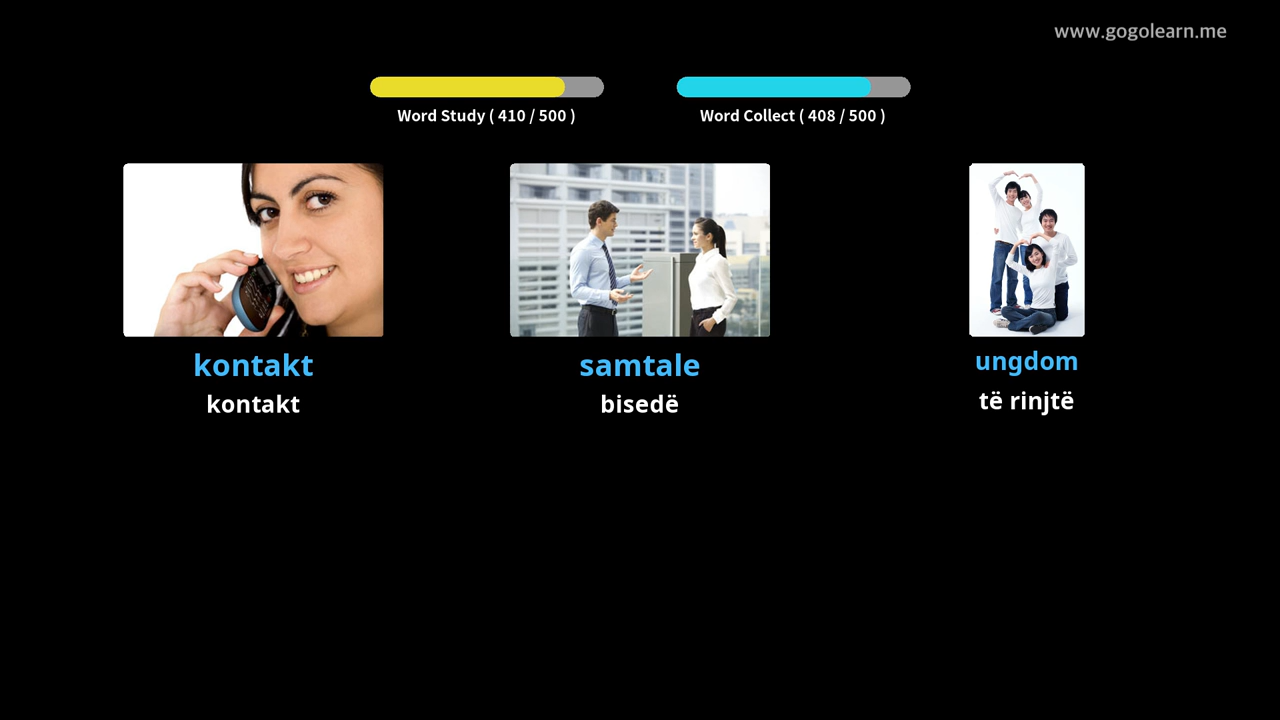 www.gogolearn.me
Word Study ( 410 / 500 )
Word Collect ( 408 / 500 )
kontakt
kontakt
samtale
bisedë
ungdom
të rinjtë